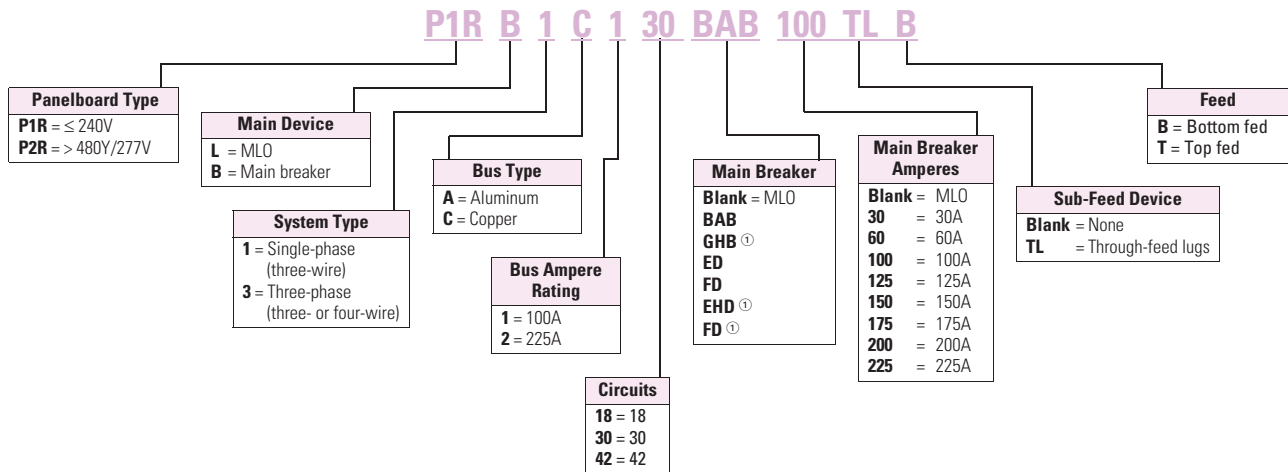 P1R B 1 C 1 30 BAB 100 TL B
Panelboard Type
P1R = ≤ 240V
P2R = > 480Y/277V
Main Device
L = MLO
B = Main breaker
System Type
1 = Single-phase
(three-wire)
3 = Three-phase
(three- or four-wire)
Bus Type
A = Aluminum
C = Copper
Bus Ampere
Rating
1 = 100A
2 = 225A
Circuits
18 = 18
30 = 30
42 = 42
Main Breaker
Blank = MLO
BAB
GHB ①
ED
FD
EHD ①
FD ①
Main Breaker
Amperes
Blank = MLO
30 = 30A
60 = 60A
100 = 100A
125 = 125A
150 = 150A
175 = 175A
200 = 200A
225 = 225A
Sub-Feed Device
Blank = None
TL = Through-feed lugs
Feed
B = Bottom fed
T = Top fed